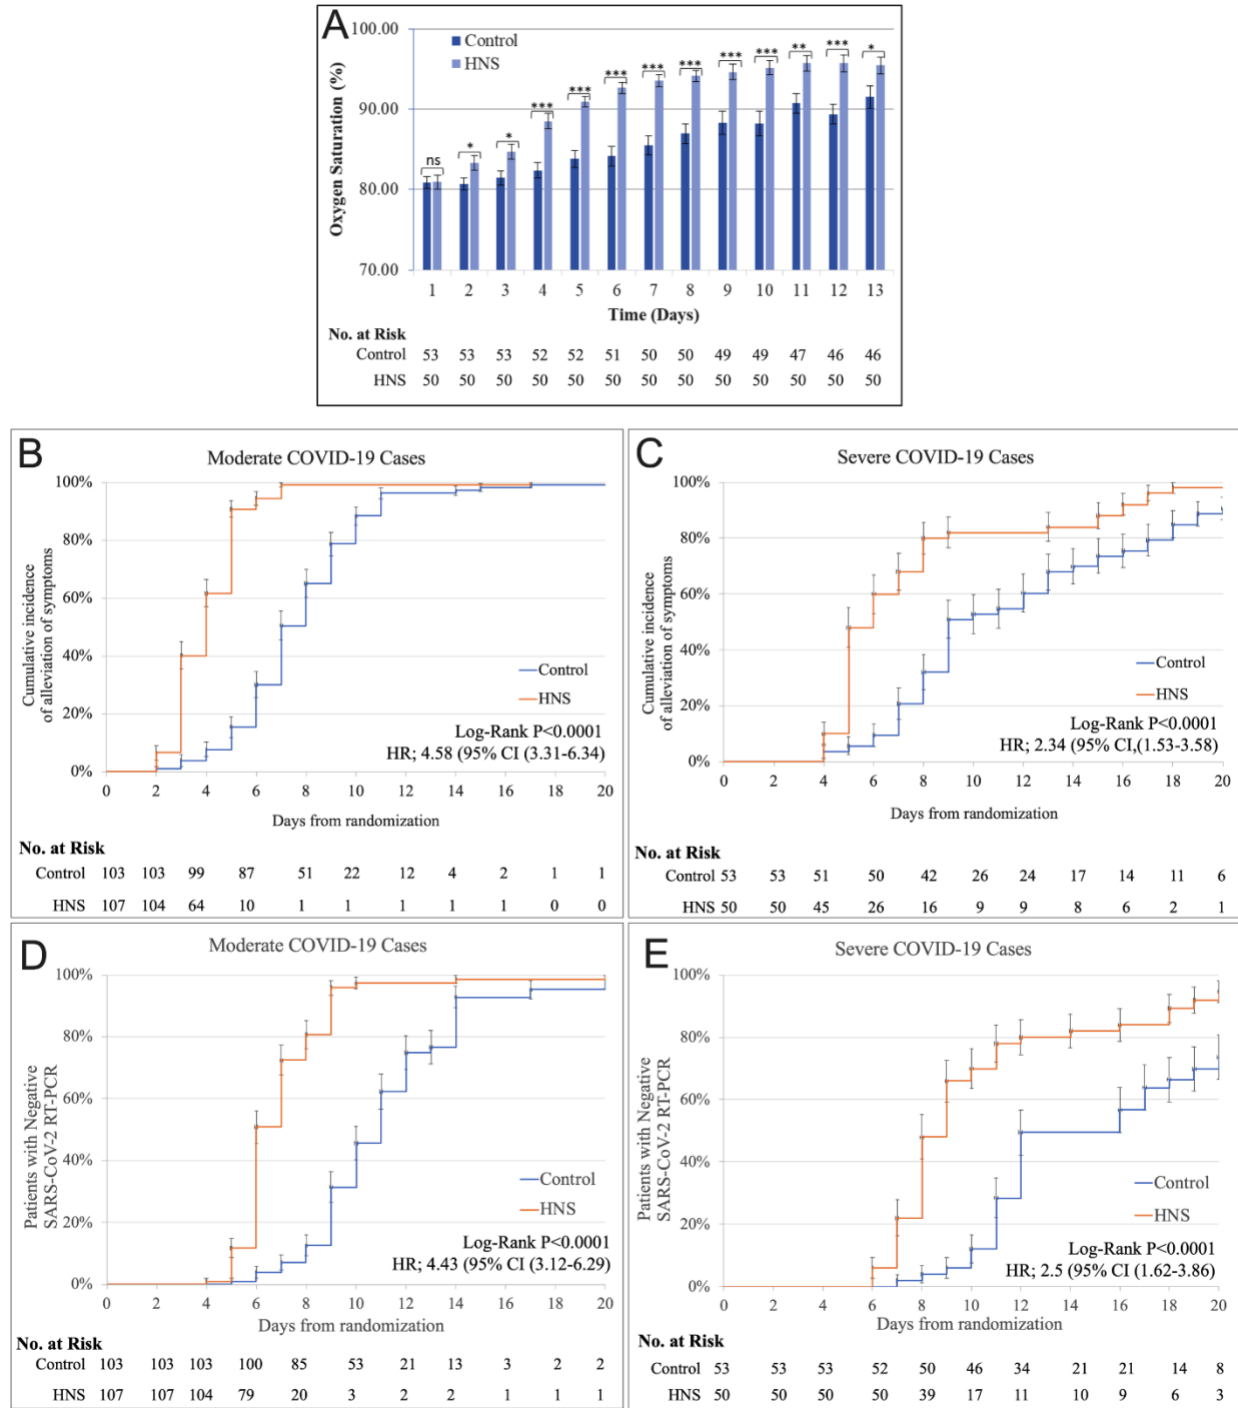 A
100.00
90.00
80.00
70.00
Oxygen Saturation (%)
Control
HNS
ns * * *** *** *** *** *** *** *** ** *** *
1 2 3 4 5 6 7 8 9 10 11 12 13
Time (Days)
No. at Risk
Control 53 53 53 52 52 51 50 50 49 49 47 46 46
HNS 50 50 50 50 50 50 50 50 50 50 50 50 50
B
Moderate COVID-19 Cases
100%
80%
60%
40%
20%
0%
Cumulative incidence
of alleviation of symptoms
Control
HNS
Log-Rank P<0.0001
HR; 4.58 (95% CI (3.31-6.34)
0 2 4 6 8 10 12 14 16 18 20
Days from randomization
No. at Risk
Control 103 103 99 87 51 22 12 4 2 1 1
HNS 107 104 64 10 1 1 1 1 1 0 0
C
Severe COVID-19 Cases
100%
80%
60%
40%
20%
0%
Cumulative incidence
of alleviation of symptoms
Control
HNS
Log-Rank P<0.0001
HR; 2.34 (95% CI,(1.53-3.58)
0 2 4 6 8 10 12 14 16 18 20
Days from randomization
No. at Risk
Control 53 53 51 50 42 26 24 17 14 11 6
HNS 50 50 45 26 16 9 9 8 6 2 1
D
Moderate COVID-19 Cases
100%
80%
60%
40%
20%
0%
Patients with Negative
SARS-CoV-2 RT-PCR
Control
HNS
Log-Rank P<0.0001
HR; 4.43 (95% CI (3.12-6.29)
0 2 4 6 8 10 12 14 16 18 20
Days from randomization
No. at Risk
Control 103 103 103 100 85 53 21 13 3 2 2
HNS 107 107 104 79 20 3 2 2 1 1 1
E
Severe COVID-19 Cases
100%
80%
60%
40%
20%
0%
Patients with Negative
SARS-CoV-2 RT-PCR
Control
HNS
Log-Rank P<0.0001
HR; 2.5 (95% CI (1.62-3.86)
0 2 4 6 8 10 12 14 16 18 20
Days from randomization
No. at Risk
Control 53 53 53 52 50 46 34 21 21 14 8
HNS 50 50 50 50 39 17 11 10 9 6 3